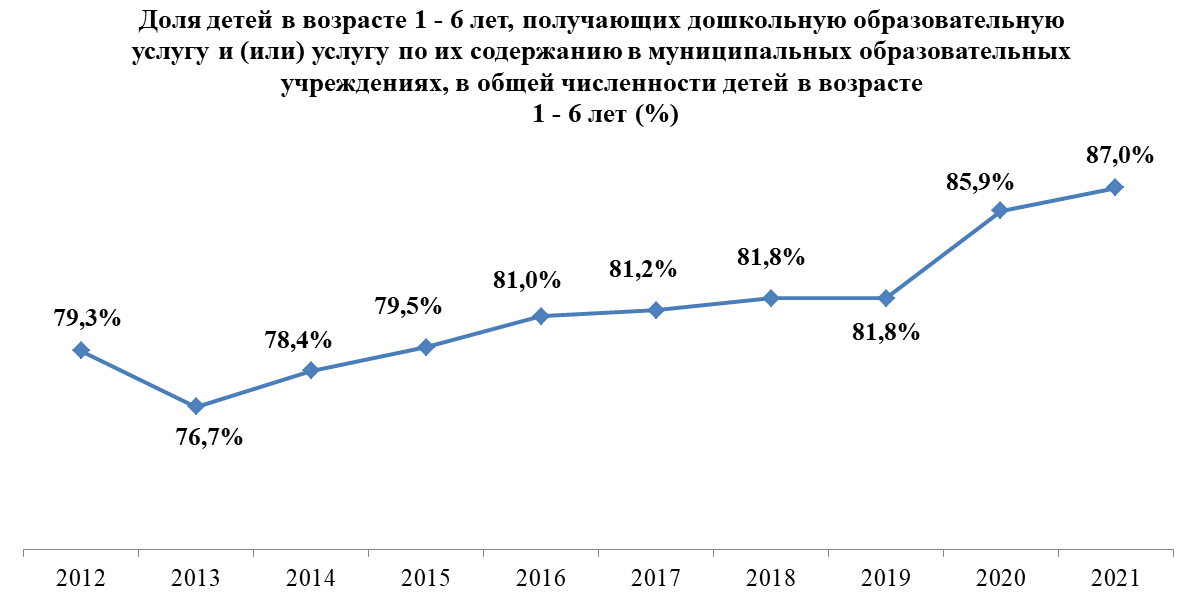 Доля детей в возрасте 1 - 6 лет, получающих дошкольную образовательную
услугу и (или) услугу по их содержанию в муниципальных образовательных
учреждениях, в общей численности детей в возрасте
1 - 6 лет (%)
79,3%
76,7%
78,4%
79,5%
81,0%
81,2%
81,8%
81,8%
85,9%
87,0%
2012 2013 2014 2015 2016 2017 2018 2019 2020 2021